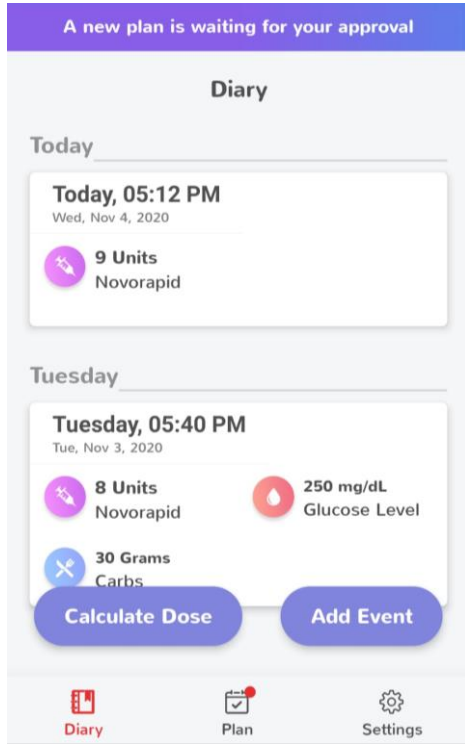 A new plan is waiting for your approval
Diary
Today
Today, 05:12 PM
Wed, Nov 4, 2020
9 Units
Novorapid
Tuesday
Tuesday, 05:40 PM
Tue, Nov 3, 2020
8 Units
Novorapid
250 mg/dL
Glucose Level
30 Grams
Carbs
Calculate Dose
Add Event
Diary
Plan
Settings